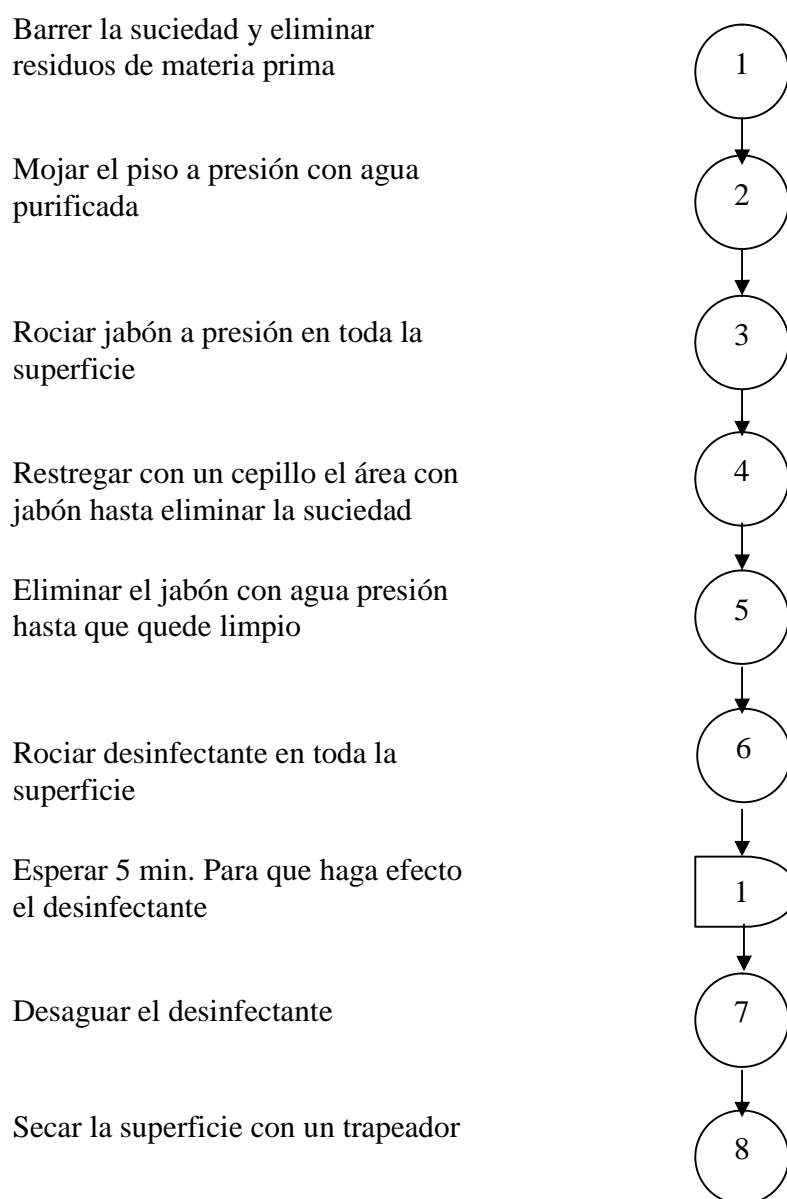 Barrer la suciedad y eliminar
residuos de materia prima
1
Mojar el piso a presión con agua
purificada
2
Rociar jabón a presión en toda la
superficie
3
Restregar con un cepillo el área con
jabón hasta eliminar la suciedad
4
Eliminar el jabón con agua presión
hasta que quede limpio
5
Rociar desinfectante en toda la
superficie
6
Esperar 5 min. Para que haga efecto
el desinfectante
1
Desaguar el desinfectante
7
Secar la superficie con un trapeador
8